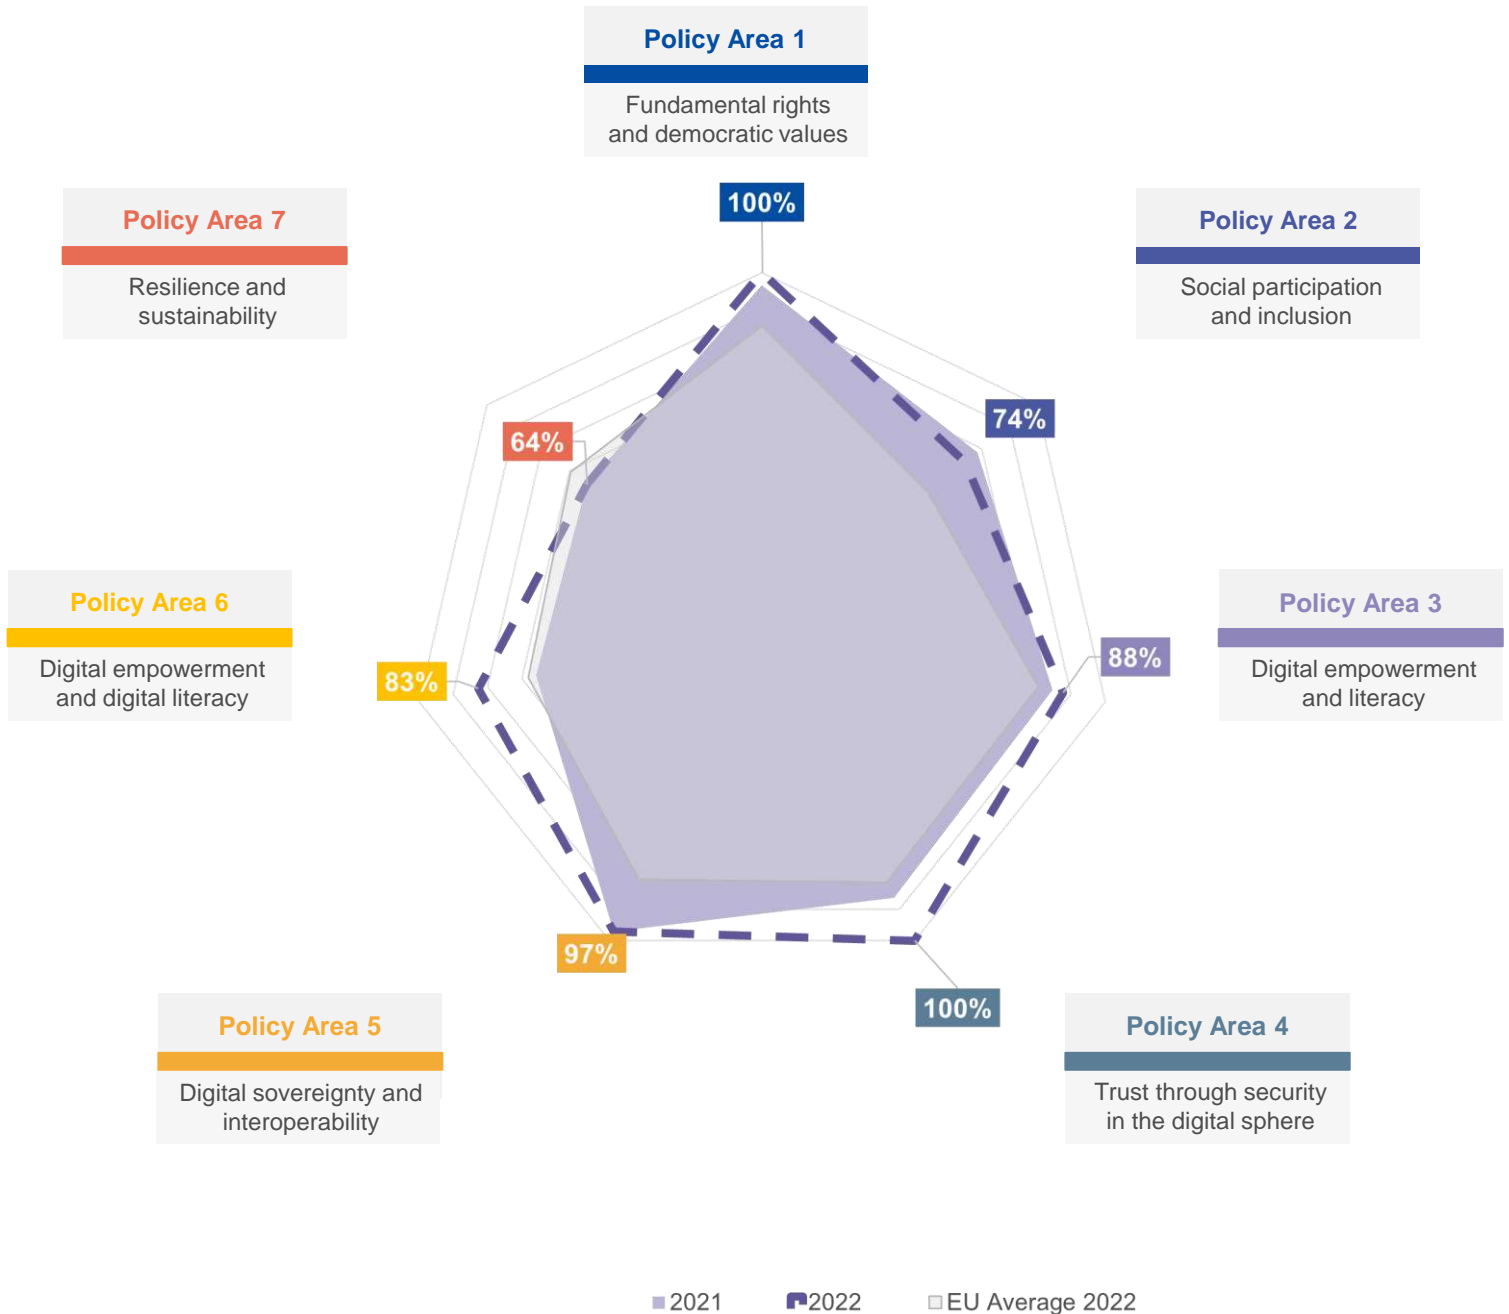 Policy Area 1
Fundamental rights
and democratic values
100%
Policy Area 7
Resilience and
sustainability
Policy Area 2
Social participation
and inclusion
64%
74%
Policy Area 6
Digital empowerment
and digital literacy
83%
88%
Policy Area 3
Digital empowerment
and literacy
97%
100%
Policy Area 5
Digital sovereignty and
interoperability
Policy Area 4
Trust through security
in the digital sphere
2021
2022
EU Average 2022